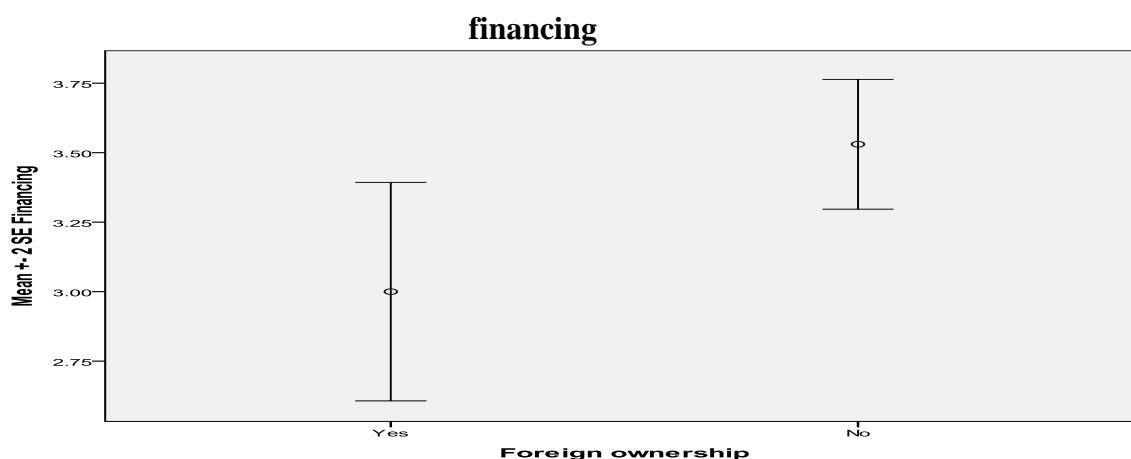 financing
Mean +- 2 SE Financing
3.75
3.50
3.25
3.00
2.75
Yes
No
Foreign ownership